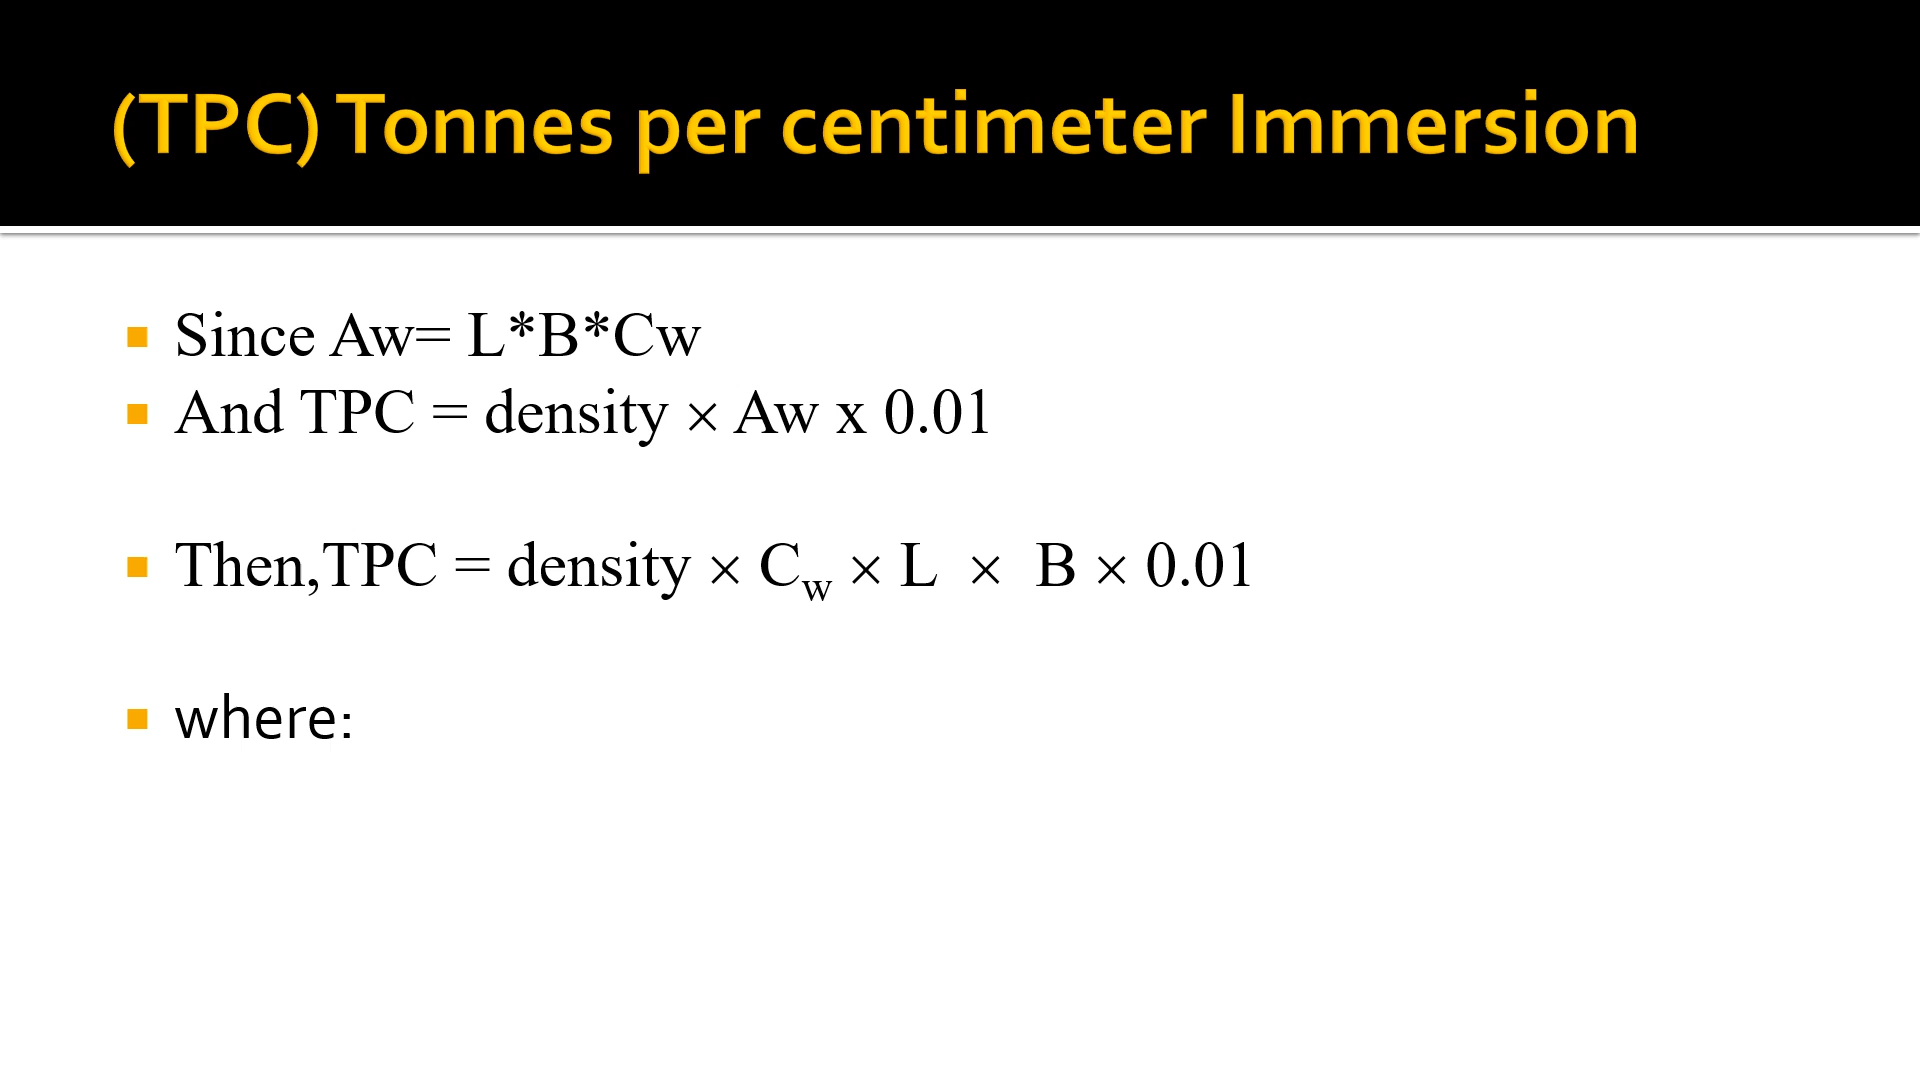 (TPC) Tonnes per centimeter Immersion
Since Aw= L*B*Cw
And TPC = density × Aw x 0.01
Then,TPC = density × Cw × L × B × 0.01
where: